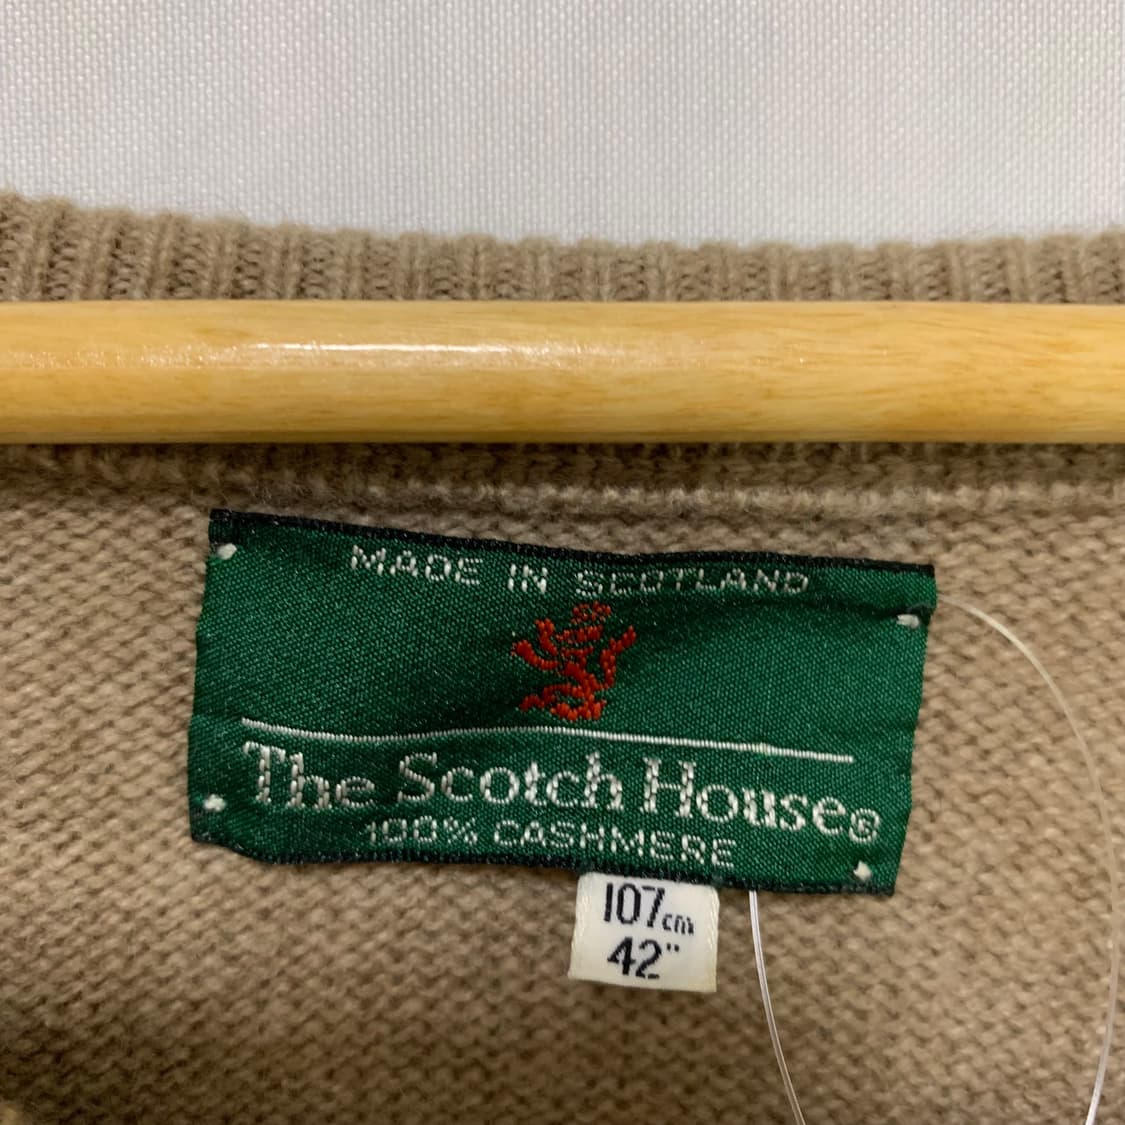 MADE IN SCOTLAND
The Scotch House®
100% CASHMERE
107cm
42"